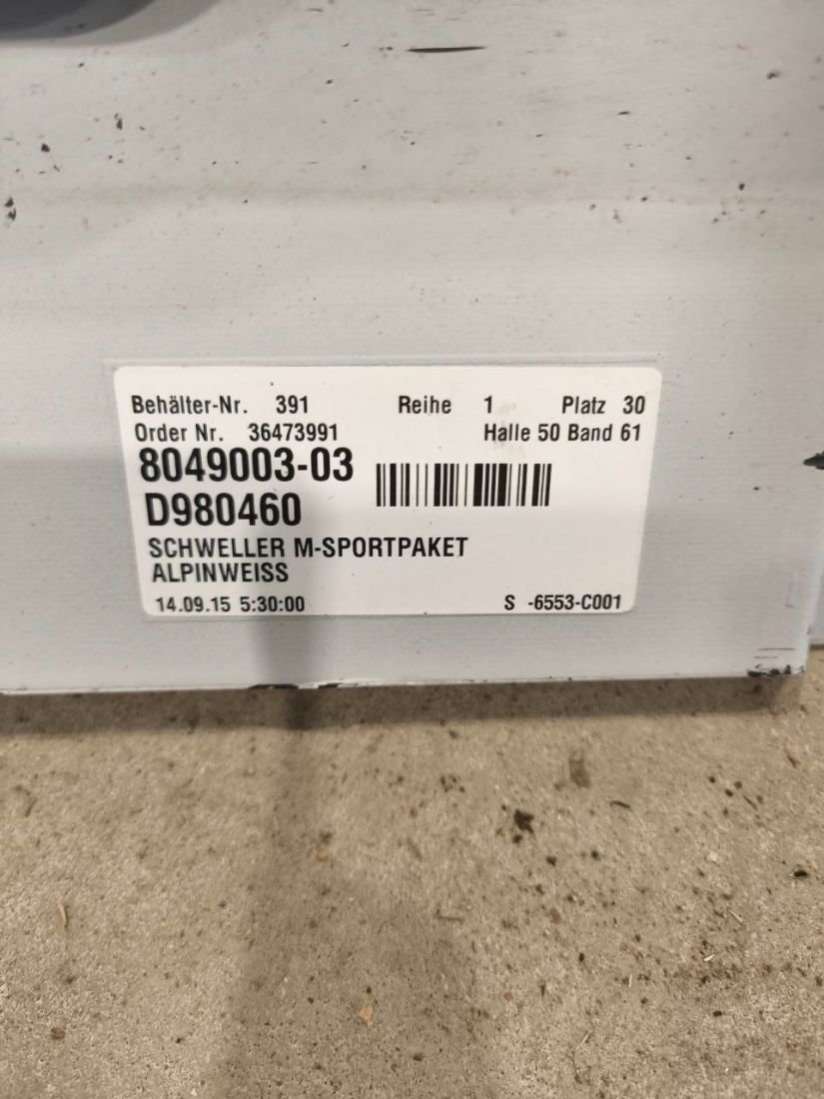 Behälter-Nr. 391 Reihe 1 Platz 30
Order Nr. 36473991 Halle 50 Band 61
8049003-03
D980460
SCHWELLER M-SPORTPAKET
ALPINWEISS
14.09.15 5:30:00 S -6553-C001